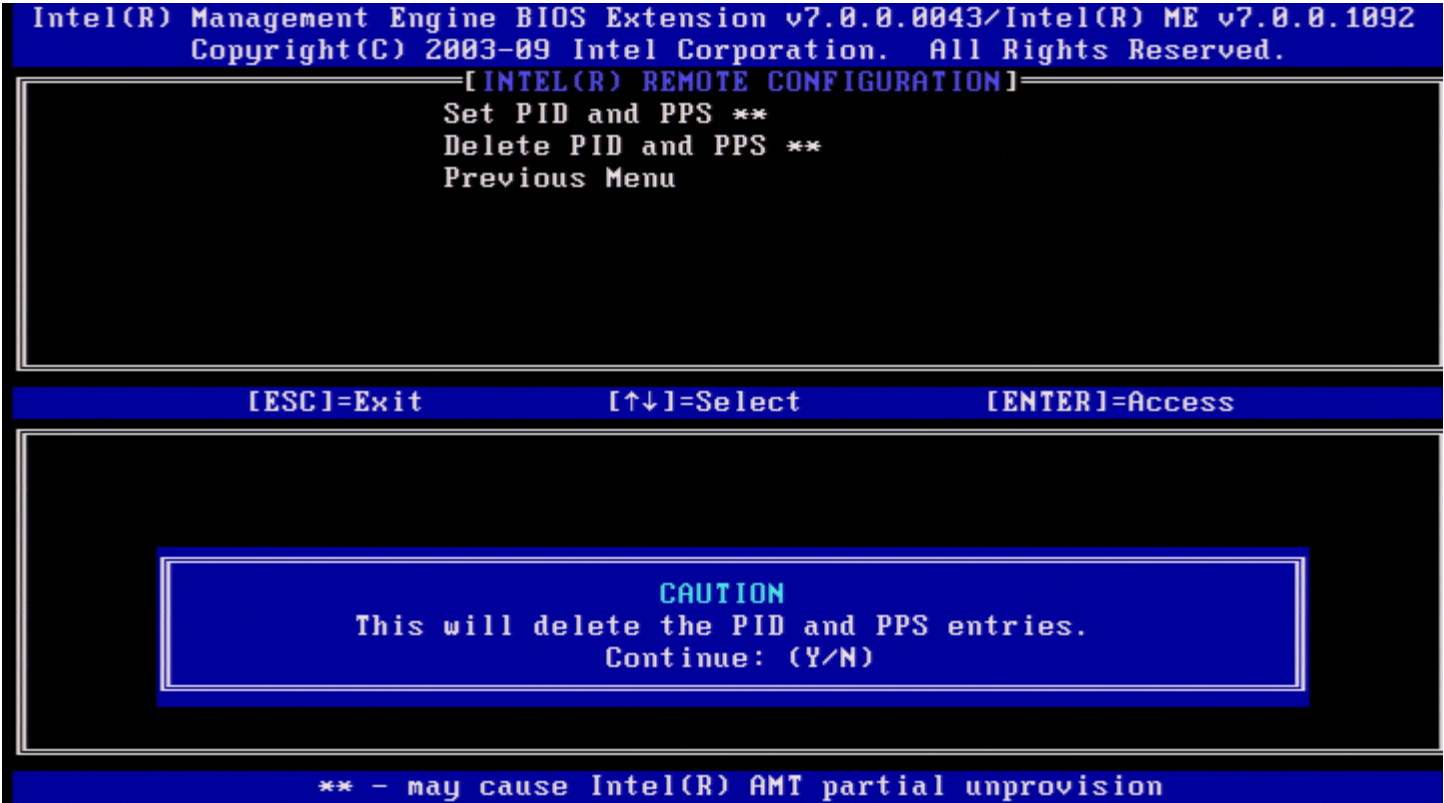 Intel(R) Management Engine BIOS Extension v7.0.0.0043/Intel(R) ME v7.0.0.1092
Copyright(C) 2003-09 Intel Corporation. All Rights Reserved.
[INTEL(R) REMOTE CONFIGURATION]
Set PID and PPS **
Delete PID and PPS **
Previous Menu
[ESC]=Exit [↑↓]=Select [ENTER]=Access
CAUTION
This will delete the PID and PPS entries.
Continue: (Y/N)
** - may cause Intel(R) AMT partial unprovision